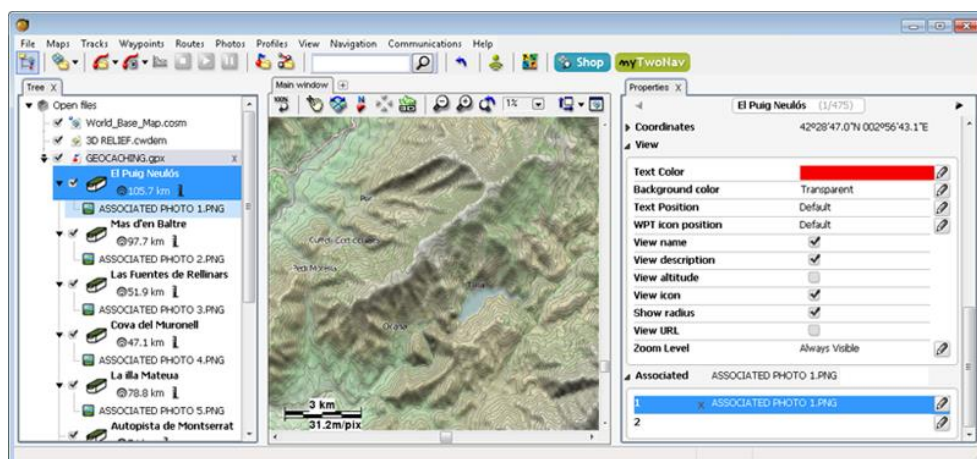 File Maps Tracks Waypoints Routes Photos Profiles View Navigation Communications Help
Shop myTwoNav
Tree X
Open files
World_Base_Map.cosm
3D RELIEF.cwdem
GEOCACHING.gpx x
El Puig Neulós
105.7 km
ASSOCIATED PHOTO 1.PNG
Mas d'en Baltre
97.7 km
ASSOCIATED PHOTO 2.PNG
Las Fuentes de Rellinars
51.9 km
ASSOCIATED PHOTO 3.PNG
Cova del Muronell
47.1 km
ASSOCIATED PHOTO 4.PNG
La illa Mateua
78.8 km
ASSOCIATED PHOTO 5.PNG
Autopista de Montserrat
Main window
100%
1%
3 km
31.2m/pix
Properties X
El Puig Neulós (1/475)
Coordinates 42º28'47.0"N 002º56'43.1"E
View
Text Color
Background color Transparent
Text Position Default
WPT icon position Default
View name
View description
View altitude
View icon
Show radius
View URL
Zoom Level Always Visible
Associated ASSOCIATED PHOTO 1.PNG
1 x ASSOCIATED PHOTO 1.PNG
2